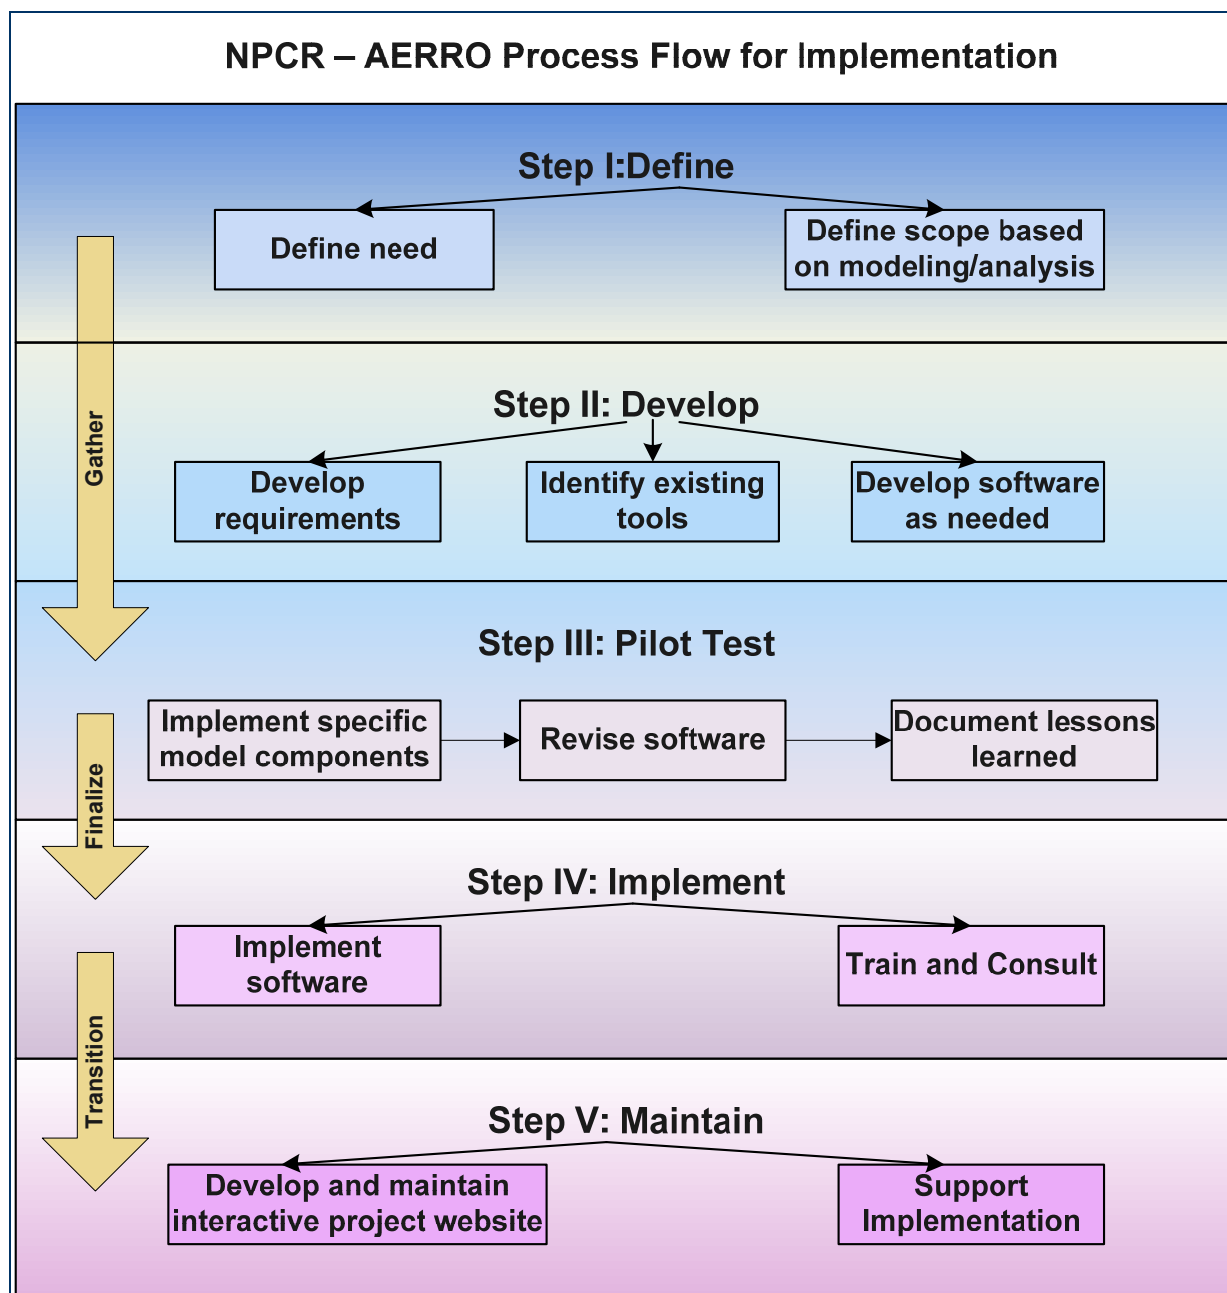 NPCR – AERRO Process Flow for Implementation
Step I:Define
Define need
Define scope based
on modeling/analysis
Gather
Step II: Develop
Develop
requirements
Identify existing
tools
Develop software
as needed
Step III: Pilot Test
Implement specific
model components
Revise software
Document lessons
learned
Finalize
Step IV: Implement
Implement
software
Train and Consult
Transition
Step V: Maintain
Develop and maintain
interactive project website
Support
Implementation